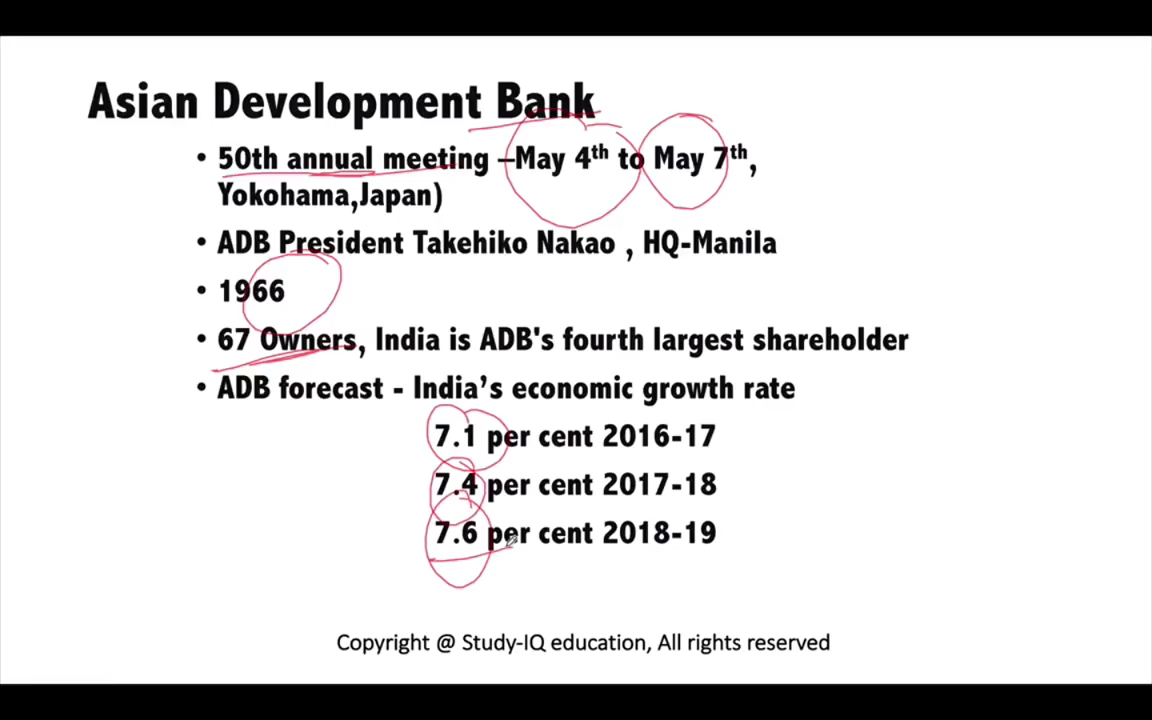 Asian Development Bank
• 50th annual meeting –May 4th to May 7th,
Yokohama,Japan)
• ADB President Takehiko Nakao , HQ-Manila
• 1966
• 67 Owners, India is ADB's fourth largest shareholder
• ADB forecast - India’s economic growth rate
7.1 per cent 2016-17
7.4 per cent 2017-18
7.6 per cent 2018-19
Copyright @ Study-IQ education, All rights reserved